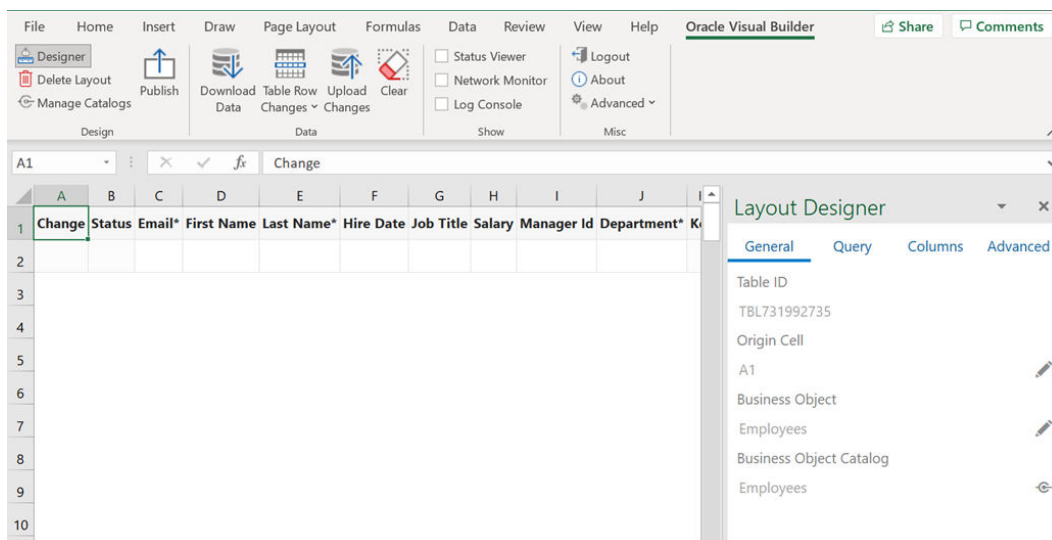 File Home Insert Draw Page Layout Formulas Data Review View Help Oracle Visual Builder Share Comments
Designer
Delete Layout
Manage Catalogs
Publish
Download Data
Table Row Changes
Upload Changes
Clear
Status Viewer
Network Monitor
Log Console
Logout
About
Advanced
Design Data Show Misc
A1 fx Change
A B C D E F G H I J
1 Change Status Email* First Name Last Name* Hire Date Job Title Salary Manager Id Department*
2
3
4
5
6
7
8
9
10
Layout Designer
General Query Columns Advanced
Table ID
TBL731992735
Origin Cell
A1
Business Object
Employees
Business Object Catalog
Employees